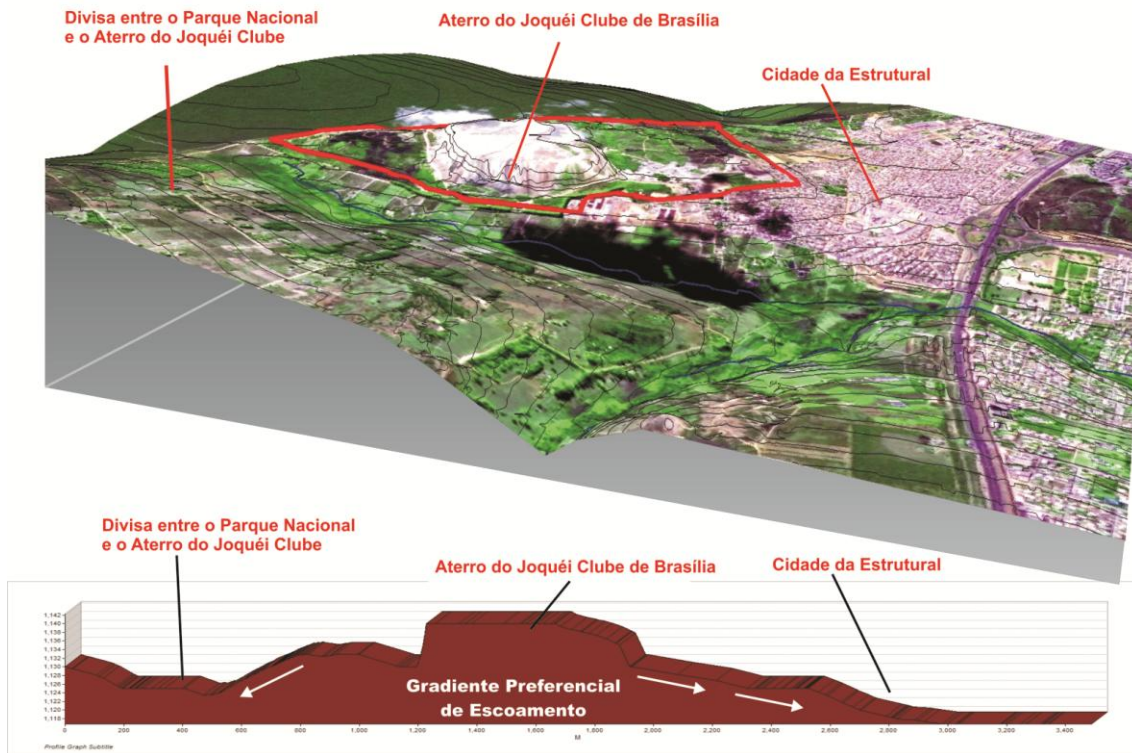 Divisa entre o Parque Nacional
e o Aterro do Joquéi Clube
Aterro do Joquéi Clube de Brasília
Cidade da Estrutural
Divisa entre o Parque Nacional
e o Aterro do Joquéi Clube
Aterro do Joquéi Clube de Brasília
Cidade da Estrutural
1,142
1,140
1,138
1,136
1,134
1,132
1,130
1,128
1,126
1,124
1,122
1,120
1,118
Gradiente Preferencial
de Escoamento
0 200 400 600 800 1,000 1,200 1,400 1,600 1,800 2,000 2,200 2,400 2,600 2,800 3,000 3,200 3,400
M
Profile Graph Subtitle